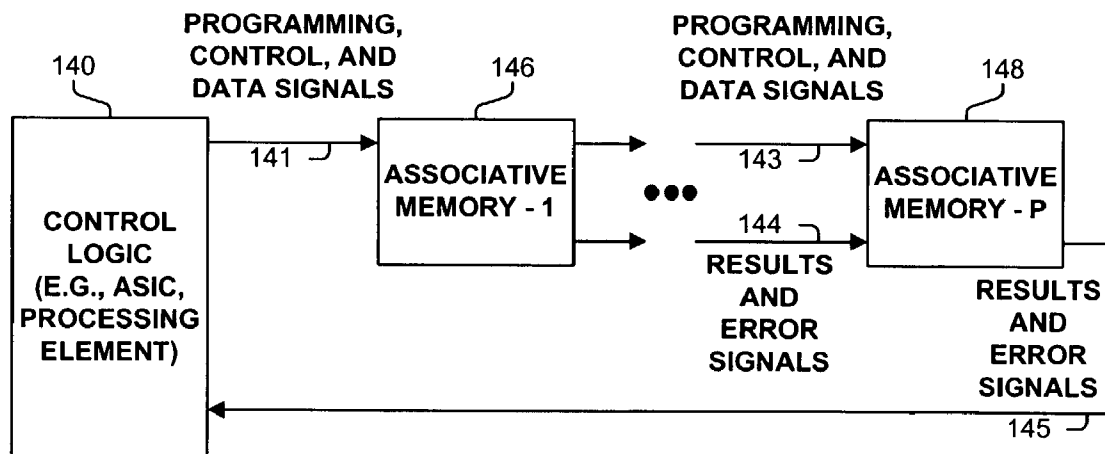 PROGRAMMING,
CONTROL, AND
DATA SIGNALS
PROGRAMMING,
CONTROL, AND
DATA SIGNALS
140
146
148
141
143
ASSOCIATIVE
MEMORY - 1
ASSOCIATIVE
MEMORY - P
CONTROL
LOGIC
(E.G., ASIC,
PROCESSING
ELEMENT)
144
RESULTS
AND
ERROR
SIGNALS
RESULTS
AND
ERROR
SIGNALS
145